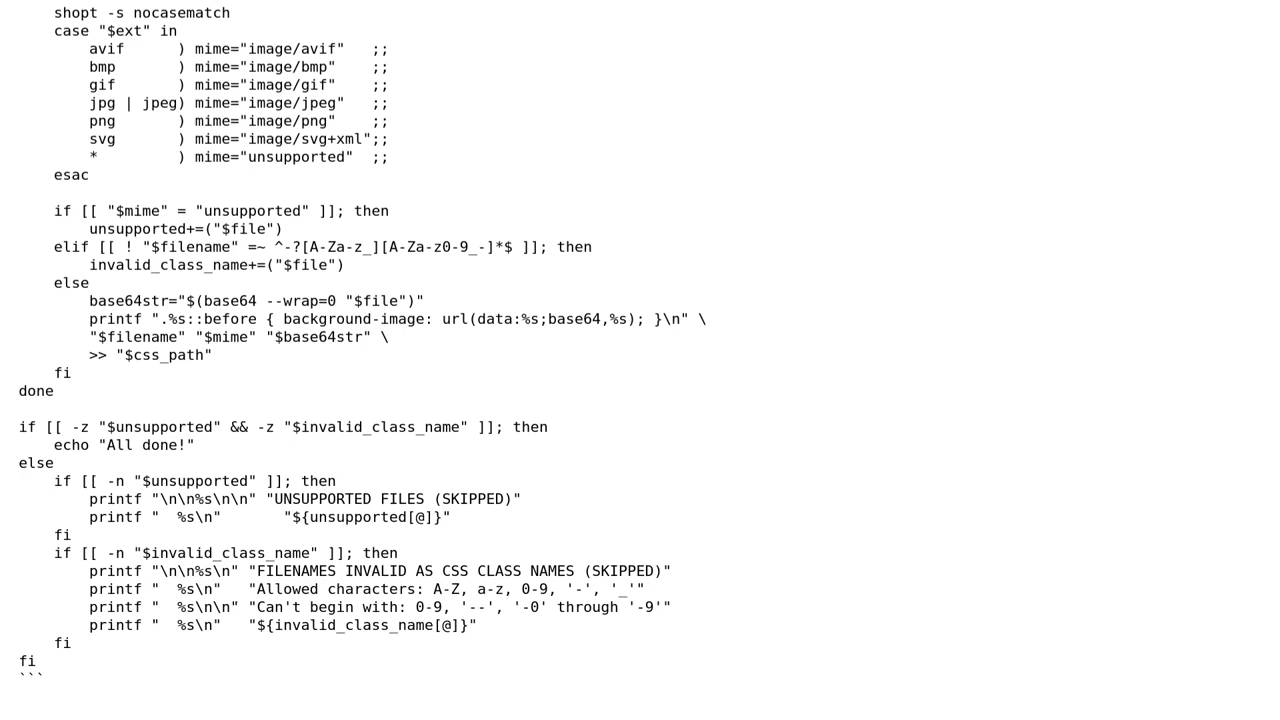 shopt -s nocasematch
    case "$ext" in
        avif      ) mime="image/avif"   ;;
        bmp       ) mime="image/bmp"    ;;
        gif       ) mime="image/gif"    ;;
        jpg | jpeg) mime="image/jpeg"   ;;
        png       ) mime="image/png"    ;;
        svg       ) mime="image/svg+xml";;
        *         ) mime="unsupported"  ;;
    esac

    if [[ "$mime" = "unsupported" ]]; then
        unsupported+=("$file")
    elif [[ ! "$filename" =~ ^-?[A-Za-z_][A-Za-z0-9_-]*$ ]]; then
        invalid_class_name+=("$file")
    else
        base64str="$(base64 --wrap=0 "$file")"
        printf ".%s::before { background-image: url(data:%s;base64,%s); }\n" \
        "$filename" "$mime" "$base64str" \
        >> "$css_path"
    fi
done

if [[ -z "$unsupported" && -z "$invalid_class_name" ]]; then
    echo "All done!"
else
    if [[ -n "$unsupported" ]]; then
        printf "\n\n%s\n\n" "UNSUPPORTED FILES (SKIPPED)"
        printf "  %s\n"       "${unsupported[@]}"
    fi
    if [[ -n "$invalid_class_name" ]]; then
        printf "\n\n%s\n" "FILENAMES INVALID AS CSS CLASS NAMES (SKIPPED)"
        printf "  %s\n"   "Allowed characters: A-Z, a-z, 0-9, '-', '_'"
        printf "  %s\n\n" "Can't begin with: 0-9, '--', '-0' through '-9'"
        printf "  %s\n"   "${invalid_class_name[@]}"
    fi
fi
```